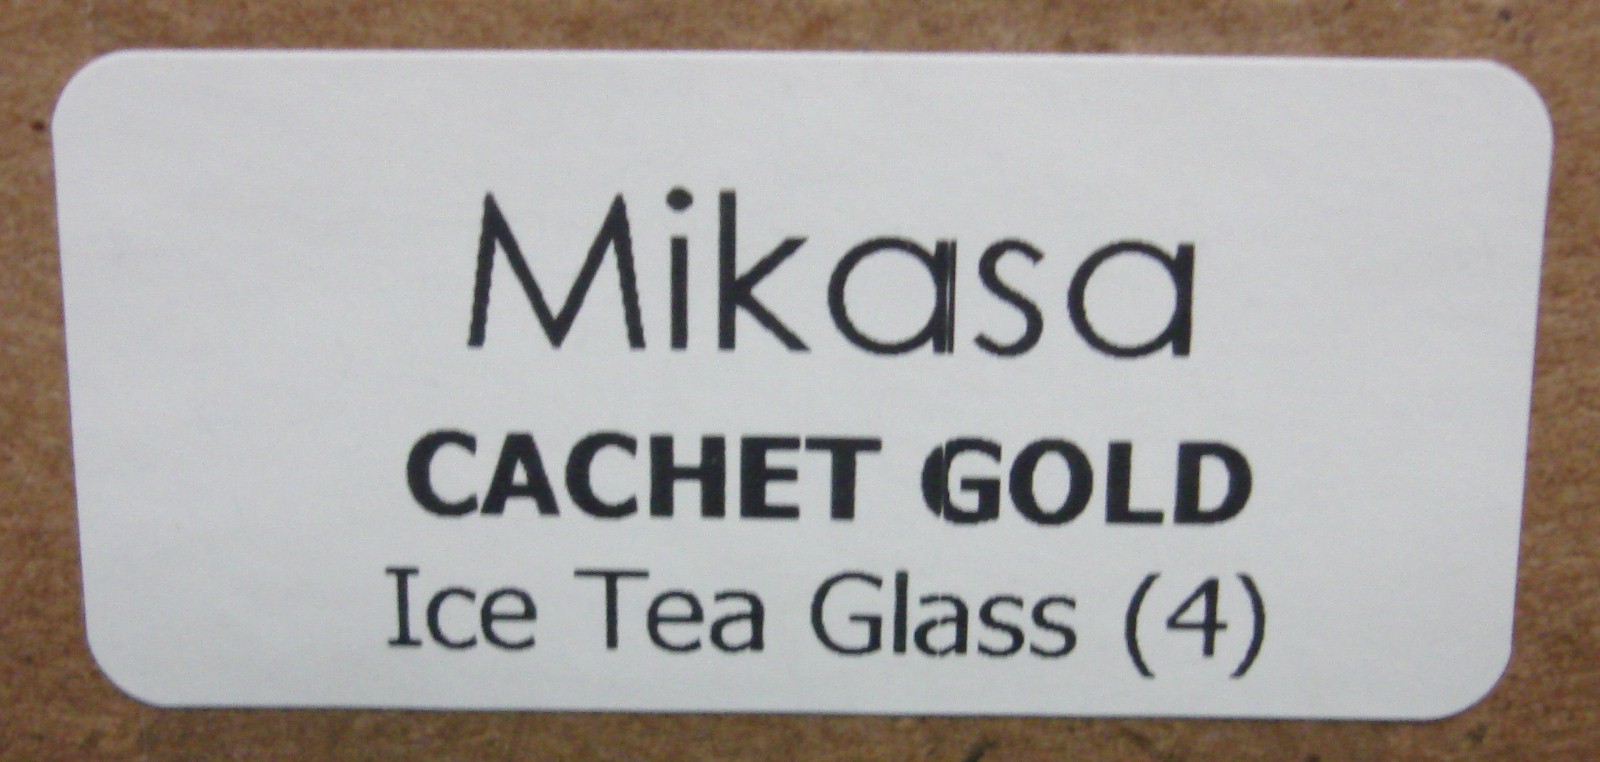 Mikasa
CACHET GOLD
Ice Tea Glass (4)